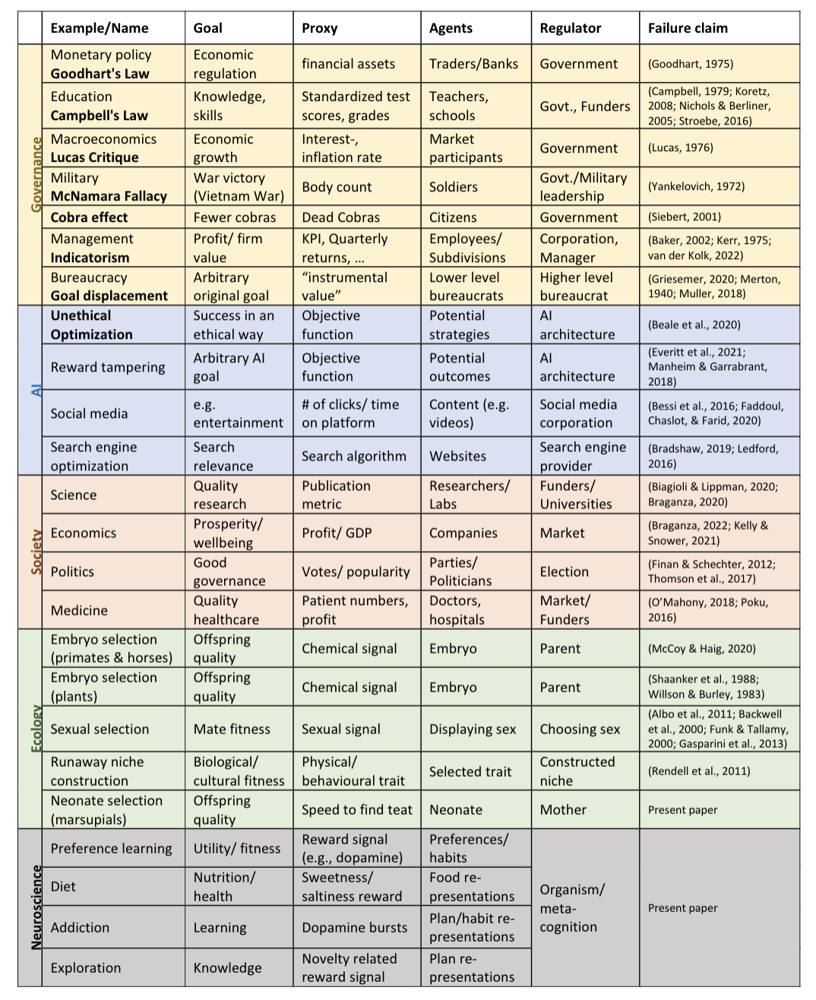 Example/Name Goal Proxy Agents Regulator Failure claim
Governance
Monetary policy
Goodhart's Law
Economic
regulation
financial assets
Traders/Banks
Government
(Goodhart, 1975)
Education
Campbell's Law
Knowledge,
skills
Standardized test
scores, grades
Teachers,
schools
Govt., Funders
(Campbell, 1979; Koretz,
2008; Nichols & Berliner,
2005; Stroebe, 2016)
Macroeconomics
Lucas Critique
Economic
growth
Interest-,
inflation rate
Market
participants
Government
(Lucas, 1976)
Military
McNamara Fallacy
War victory
(Vietnam War)
Body count
Soldiers
Govt./Military
leadership
(Yankelovich, 1972)
Cobra effect
Fewer cobras
Dead Cobras
Citizens
Government
(Siebert, 2001)
Management
Indicatorism
Profit/ firm
value
KPI, Quarterly
returns, ...
Employees/
Subdivisions
Corporation,
Manager
(Baker, 2002; Kerr, 1975;
van der Kolk, 2022)
Bureaucracy
Goal displacement
Arbitrary
original goal
“instrumental
value”
Lower level
bureaucrats
Higher level
bureaucrat
(Griesemer, 2020; Merton,
1940; Muller, 2018)
AI
Unethical
Optimization
Success in an
ethical way
Objective
function
Potential
strategies
AI
architecture
(Beale et al., 2020)
Reward tampering
Arbitrary AI
goal
Objective
function
Potential
outcomes
AI
architecture
(Everitt et al., 2021;
Manheim & Garrabrant,
2018)
Social media
e.g.
entertainment
# of clicks/ time
on platform
Content (e.g.
videos)
Social media
corporation
(Bessi et al., 2016; Faddoul,
Chaslot, & Farid, 2020)
Search engine
optimization
Search
relevance
Search algorithm
Websites
Search engine
provider
(Bradshaw, 2019; Ledford,
2016)
Society
Science
Quality
research
Publication
metric
Researchers/
Labs
Funders/
Universities
(Biagioli & Lippman, 2020;
Braganza, 2020)
Economics
Prosperity/
wellbeing
Profit/ GDP
Companies
Market
(Braganza, 2022; Kelly &
Snower, 2021)
Politics
Good
governance
Votes/ popularity
Parties/
Politicians
Election
(Finan & Schechter, 2012;
Thomson et al., 2017)
Medicine
Quality
healthcare
Patient numbers,
profit
Doctors,
hospitals
Market/
Funders
(O’Mahony, 2018; Poku,
2016)
Ecology
Embryo selection
(primates & horses)
Offspring
quality
Chemical signal
Embryo
Parent
(McCoy & Haig, 2020)
Embryo selection
(plants)
Offspring
quality
Chemical signal
Embryo
Parent
(Shaanker et al., 1988;
Willson & Burley, 1983)
Sexual selection
Mate fitness
Sexual signal
Displaying sex
Choosing sex
(Albo et al., 2011; Backwell
et al., 2000; Funk & Tallamy,
2000; Gasparini et al., 2013)
Runaway niche
construction
Biological/
cultural fitness
Physical/
behavioural trait
Selected trait
Constructed
niche
(Rendell et al., 2011)
Neonate selection
(marsupials)
Offspring
quality
Speed to find teat
Neonate
Mother
Present paper
Neuroscience
Preference learning
Utility/ fitness
Reward signal
(e.g., dopamine)
Preferences/
habits
Organism/
meta-
cognition
Present paper
Diet
Nutrition/
health
Sweetness/
saltiness reward
Food re-
presentations
Addiction
Learning
Dopamine bursts
Plan/habit re-
presentations
Exploration
Knowledge
Novelty related
reward signal
Plan re-
presentations